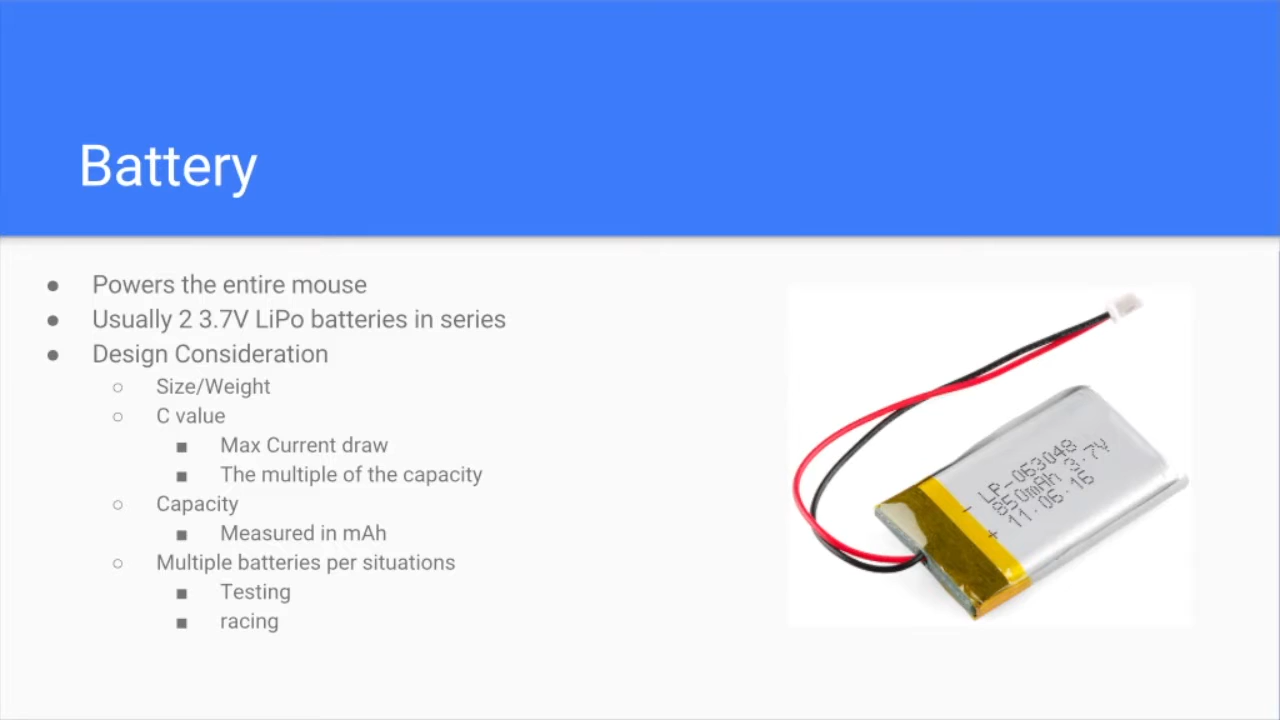 Battery
Powers the entire mouse
Usually 2 3.7V LiPo batteries in series
Design Consideration
Size/Weight
C value
Max Current draw
The multiple of the capacity
Capacity
Measured in mAh
Multiple batteries per situations
Testing
racing
- LP-063048
850mAh 3.7V
+ 11.06.16